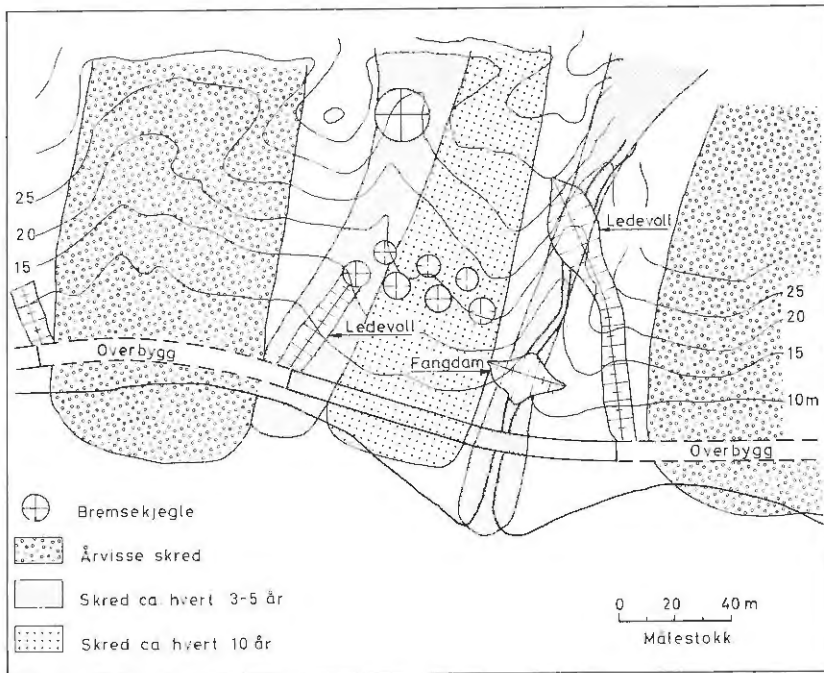 25
20
15
Ledevoll
Overbygg
Ledevoll
Fangdam
25
20
15
10m
Overbygg
Bremsekjegle
Årvisse skred
Skred ca hvert 3-5 år
Skred ca hvert 10 år
0 20 40 m
Målestokk